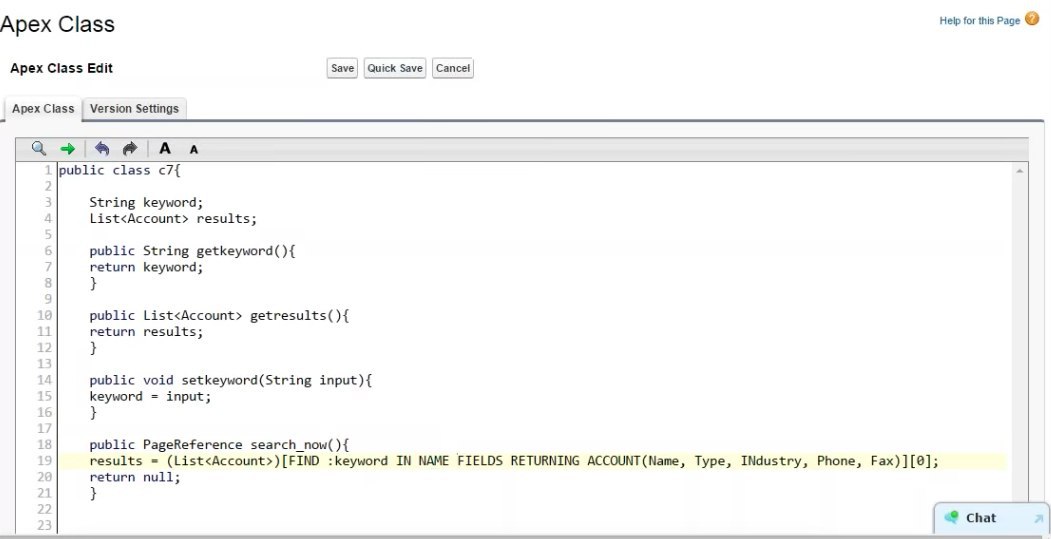 Apex Class
Help for this Page ?
Apex Class Edit
Save Quick Save Cancel
Apex Class Version Settings
A A
1 public class c7{
2
3 String keyword;
4 List<Account> results;
5
6 public String getkeyword(){
7 return keyword;
8 }
9
10 public List<Account> getresults(){
11 return results;
12 }
13
14 public void setkeyword(String input){
15 keyword = input;
16 }
17
18 public PageReference search_now(){
19 results = (List<Account>)[FIND :keyword IN NAME FIELDS RETURNING ACCOUNT(Name, Type, INdustry, Phone, Fax)][0];
20 return null;
21 }
22
23
Chat